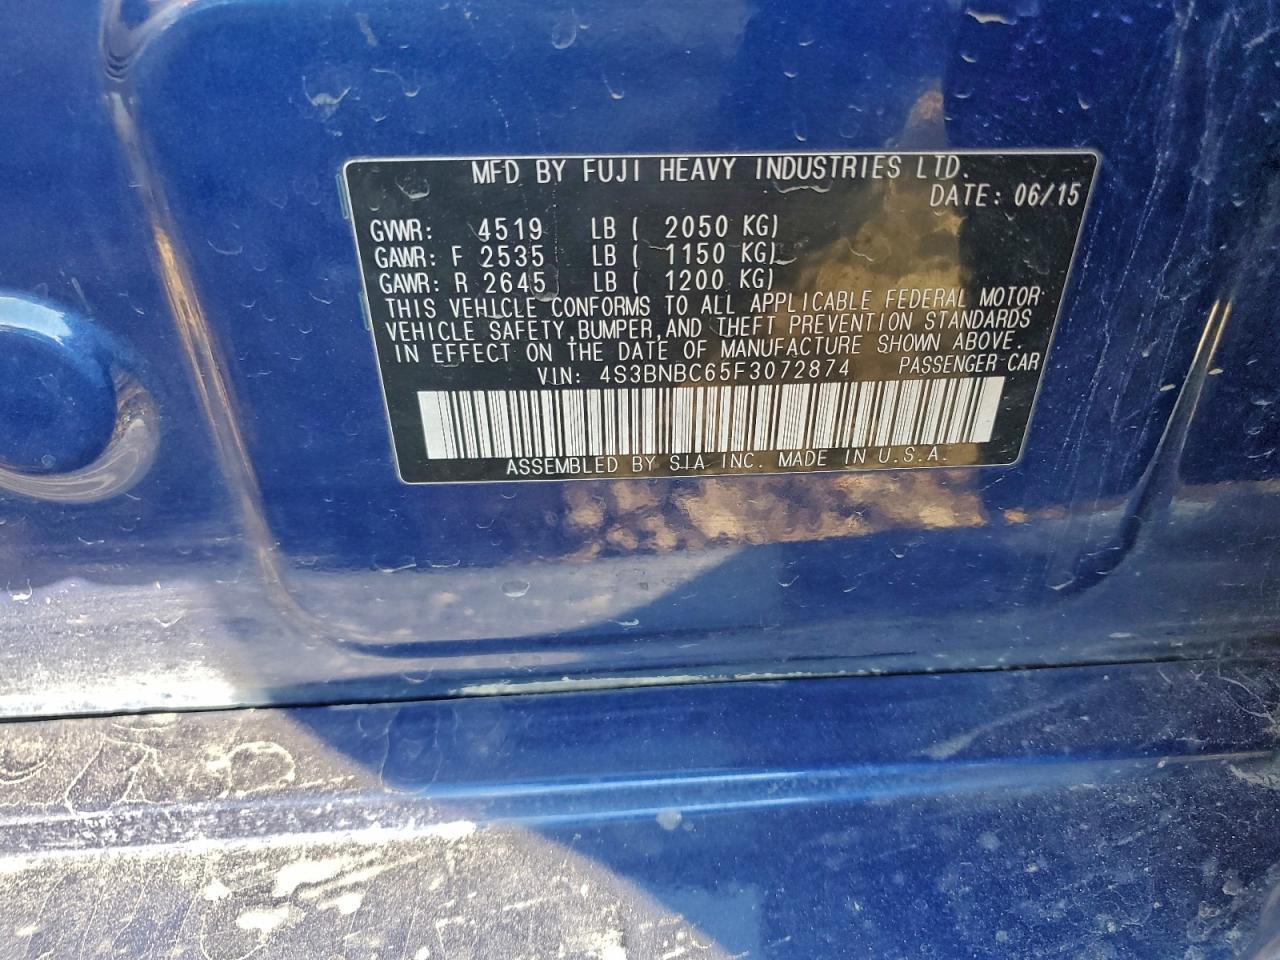 MFD BY FUJI HEAVY INDUSTRIES LTD.
DATE: 06/15
GVWR: 4519 LB ( 2050 KG)
GAWR: F 2535 LB ( 1150 KG)
GAWR: R 2645 LB ( 1200 KG)
THIS VEHICLE CONFORMS TO ALL APPLICABLE FEDERAL MOTOR
VEHICLE SAFETY,BUMPER,AND THEFT PREVENTION STANDARDS
IN EFFECT ON THE DATE OF MANUFACTURE SHOWN ABOVE.
VIN: 4S3BNBC65F3072874 PASSENGER CAR
ASSEMBLED BY SIA INC. MADE IN U.S.A.